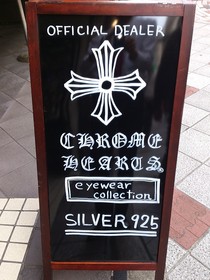 OFFICIAL DEALER
CHROME
HEARTS®
eyewear
collection
SILVER 925